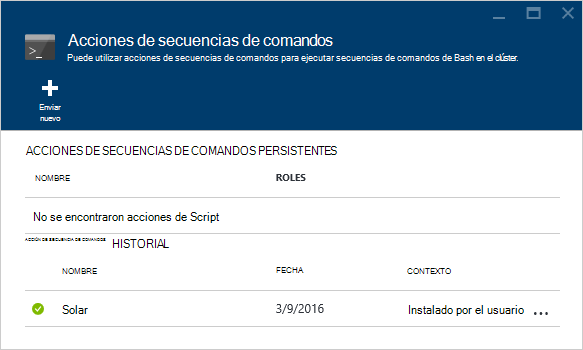 Acciones de secuencias de comandos
Puede utilizar acciones de secuencias de comandos para ejecutar secuencias de comandos de Bash en el clúster.
>_
Enviar
nuevo
ACCIONES DE SECUENCIAS DE COMANDOS PERSISTENTES
NOMBRE ROLES
No se encontraron acciones de Script
ACCIÓN DE SECUENCIA DE COMANDOS HISTORIAL
NOMBRE FECHA CONTEXTO
Solar 3/9/2016 Instalado por el usuario ...